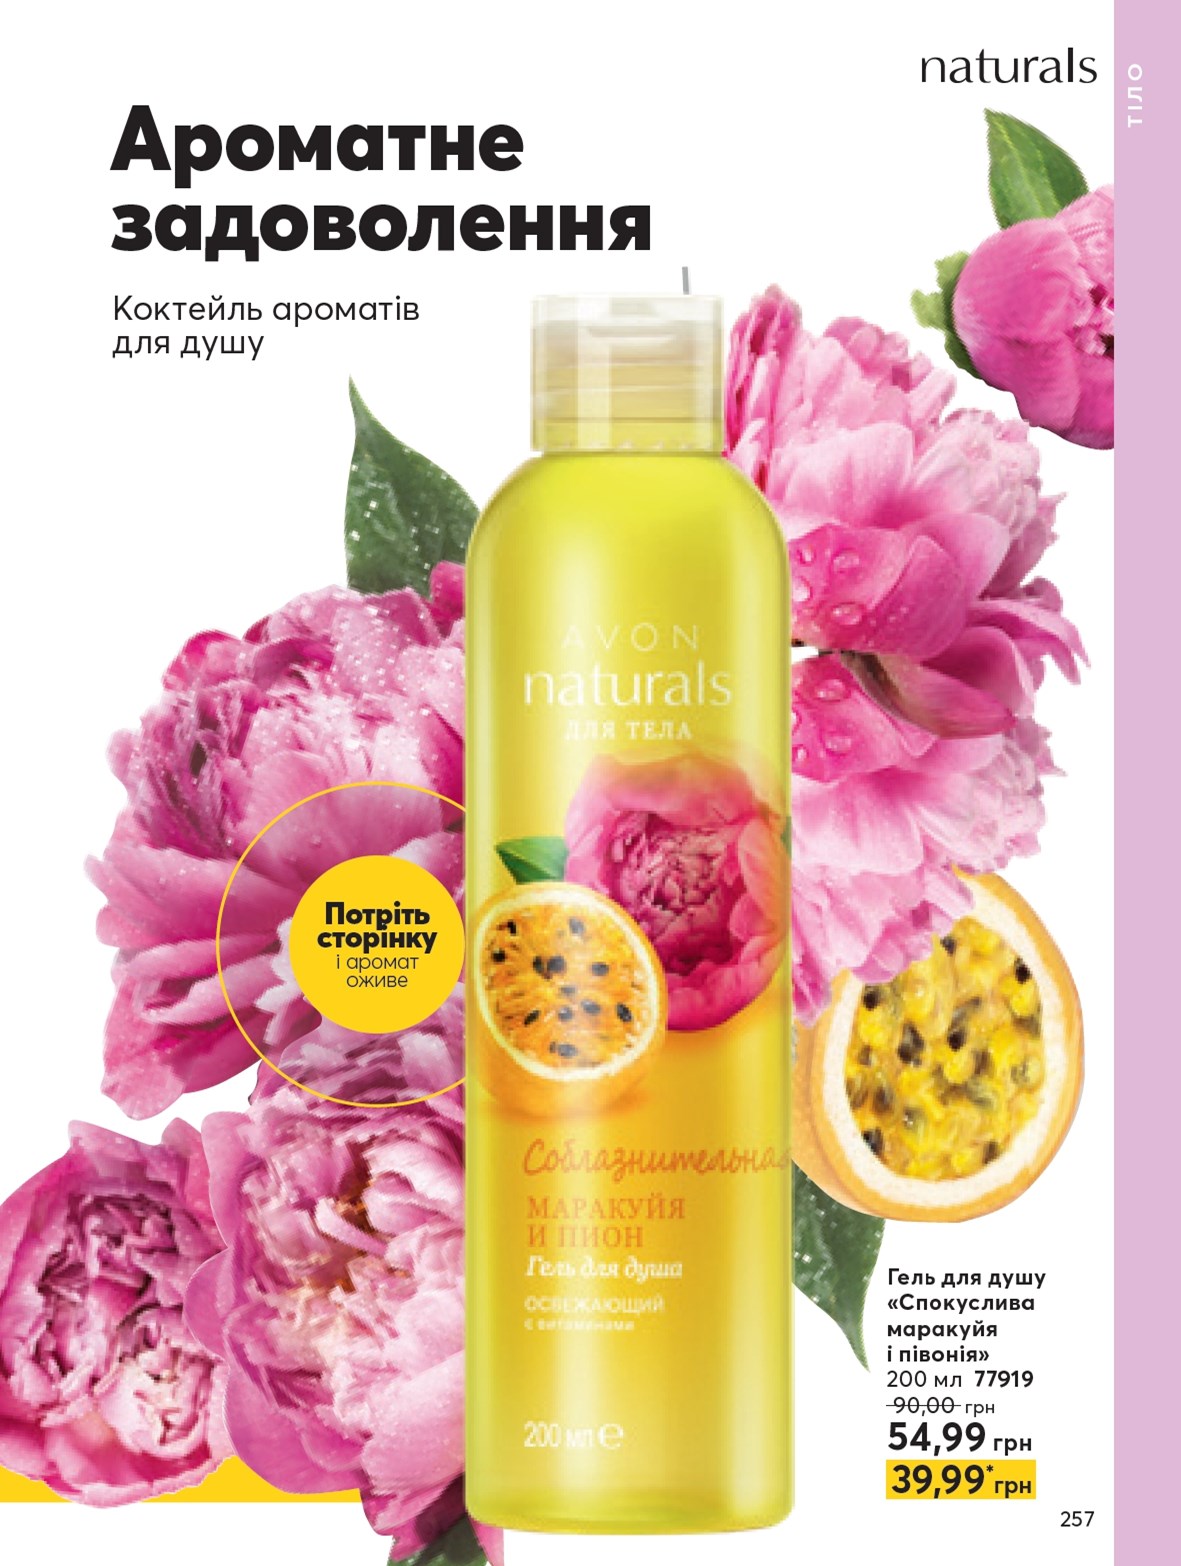 naturals
ТІЛО
Ароматне
задоволення
Коктейль ароматів
для душу
AVON
naturals
ДЛЯ ТЕЛА
Потріть
сторінку
і аромат
оживе
Соблазнительная
МАРАКУЙЯ
И ПИОН
Гель для душа
ОСВЕЖАЮЩИЙ
с витаминами
200 мл e
Гель для душу
«Спокуслива
маракуйя
і півонія»
200 мл 77919
90,00 грн
54,99 грн
39,99* грн
257